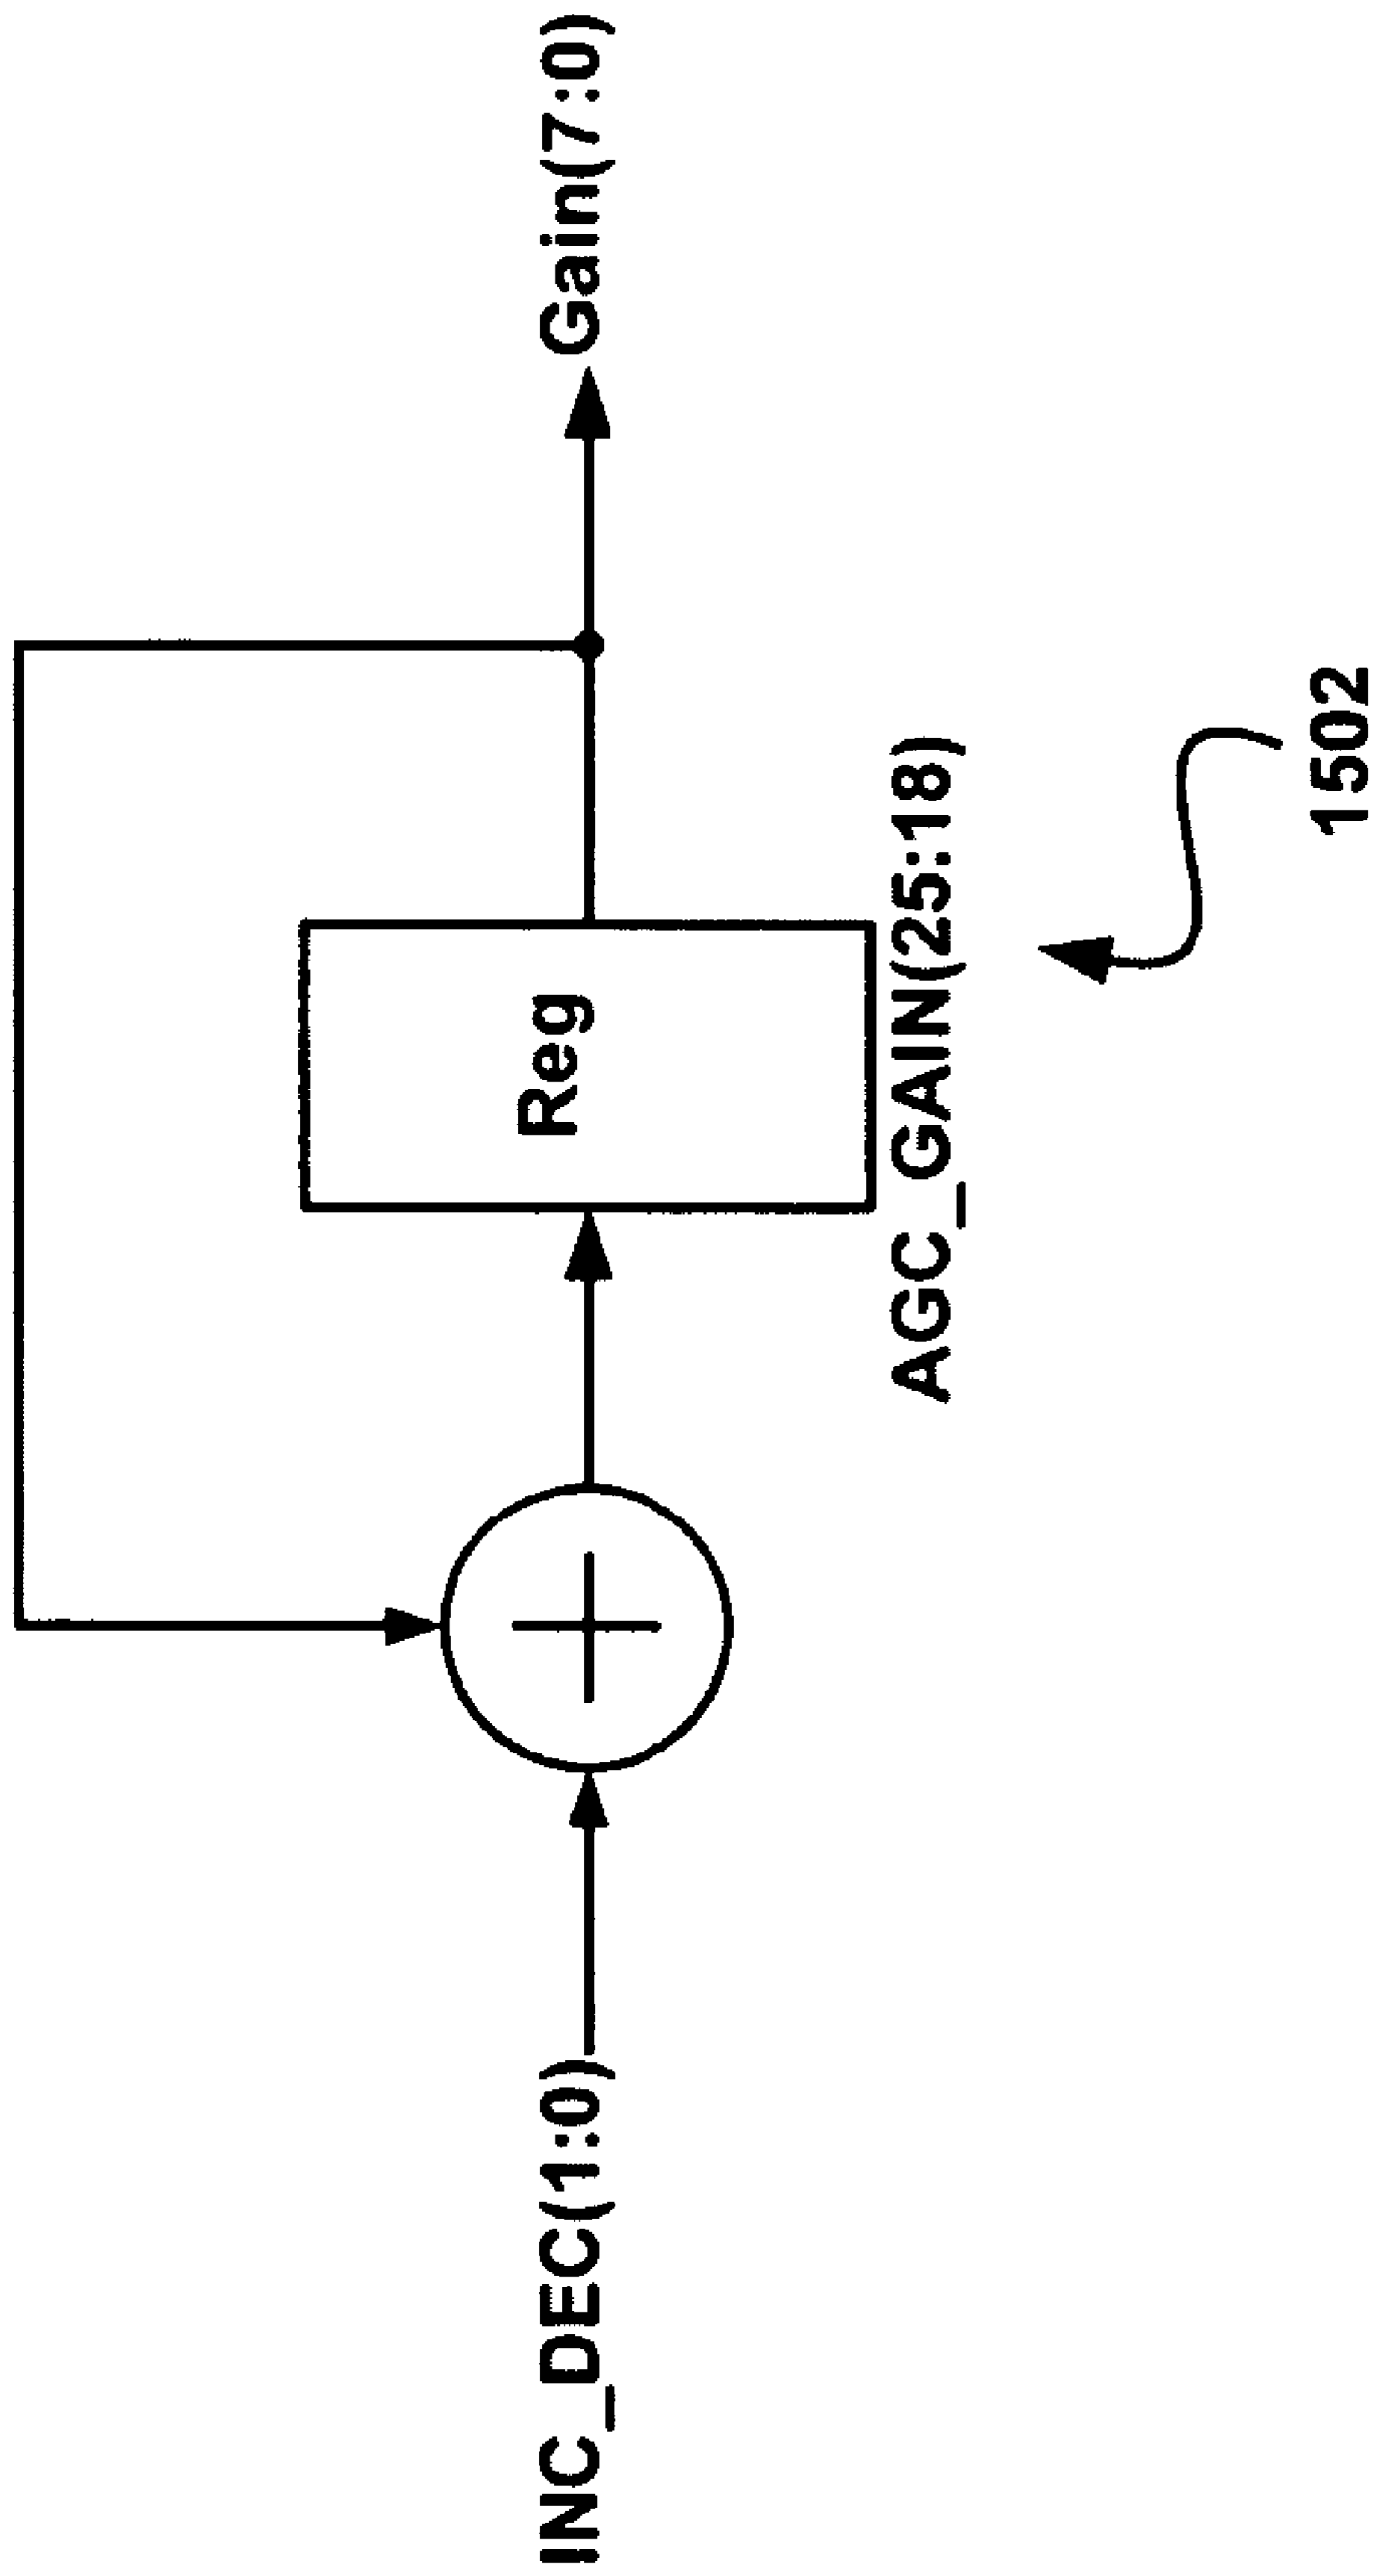 INC_DEC(1:0)
Reg
AGC_GAIN(25:18)
Gain(7:0)
1502